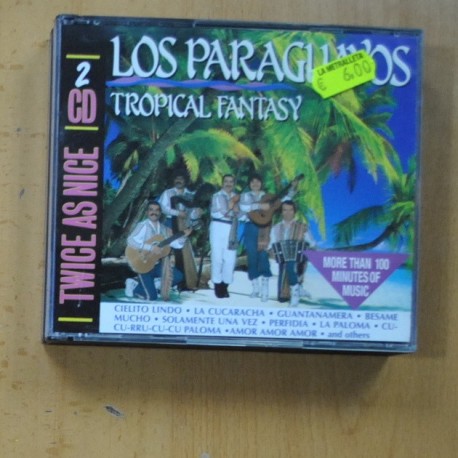 LOS PARAGUAYOS
LA METRALLETA
€ 6,00
TROPICAL FANTASY
2
CD
TWICE AS NICE
MORE THAN 100
MINUTES OF
MUSIC
CIELITO LINDO • LA CUCARACHA • GUANTANAMERA • BESAME
MUCHO • SOLAMENTE UNA VEZ • PERFIDIA • LA PALOMA • CU-
CU-RRU-CU-CU PALOMA • AMOR AMOR AMOR • and others